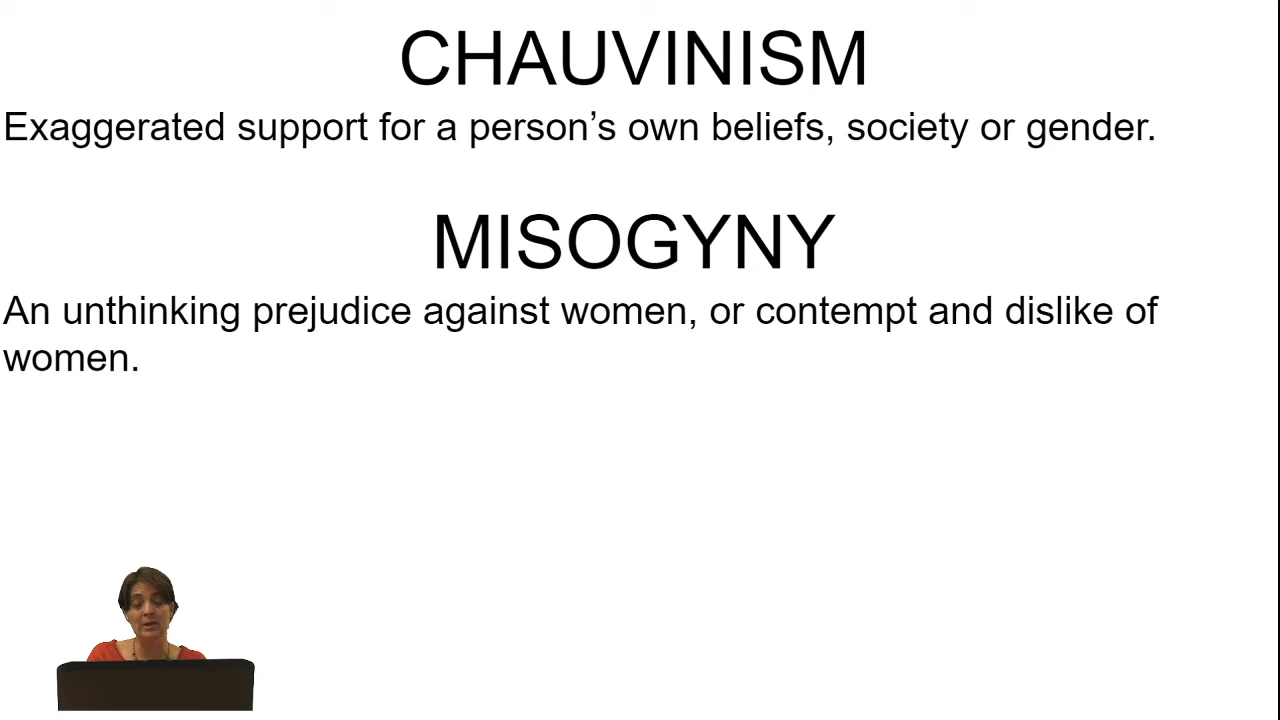 CHAUVINISM
Exaggerated support for a person’s own beliefs, society or gender.
MISOGYNY
An unthinking prejudice against women, or contempt and dislike of
women.